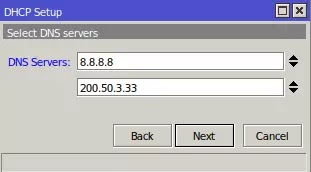 DHCP Setup
Select DNS servers
DNS Servers: 8.8.8.8
200.50.3.33
Back Next Cancel